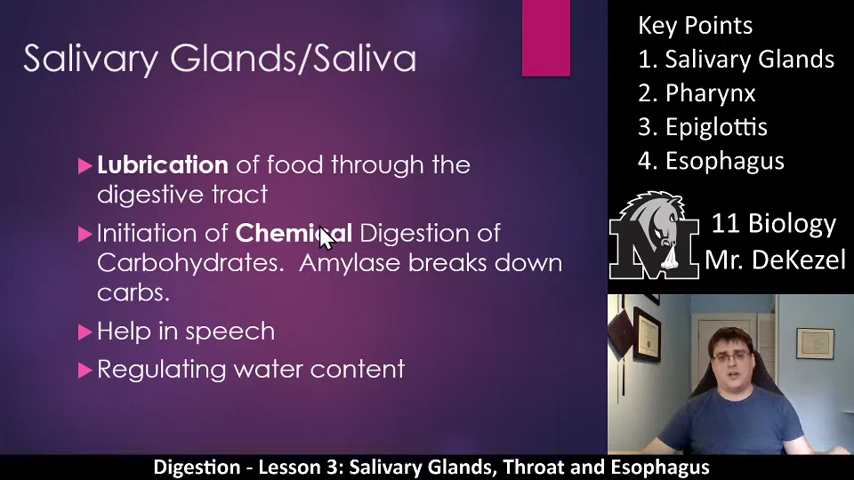 Salivary Glands/Saliva
Lubrication of food through the
digestive tract
Initiation of Chemical Digestion of
Carbohydrates. Amylase breaks down
carbs.
Help in speech
Regulating water content
Key Points
1. Salivary Glands
2. Pharynx
3. Epiglottis
4. Esophagus
M
11 Biology
Mr. DeKezel
Digestion - Lesson 3: Salivary Glands, Throat and Esophagus